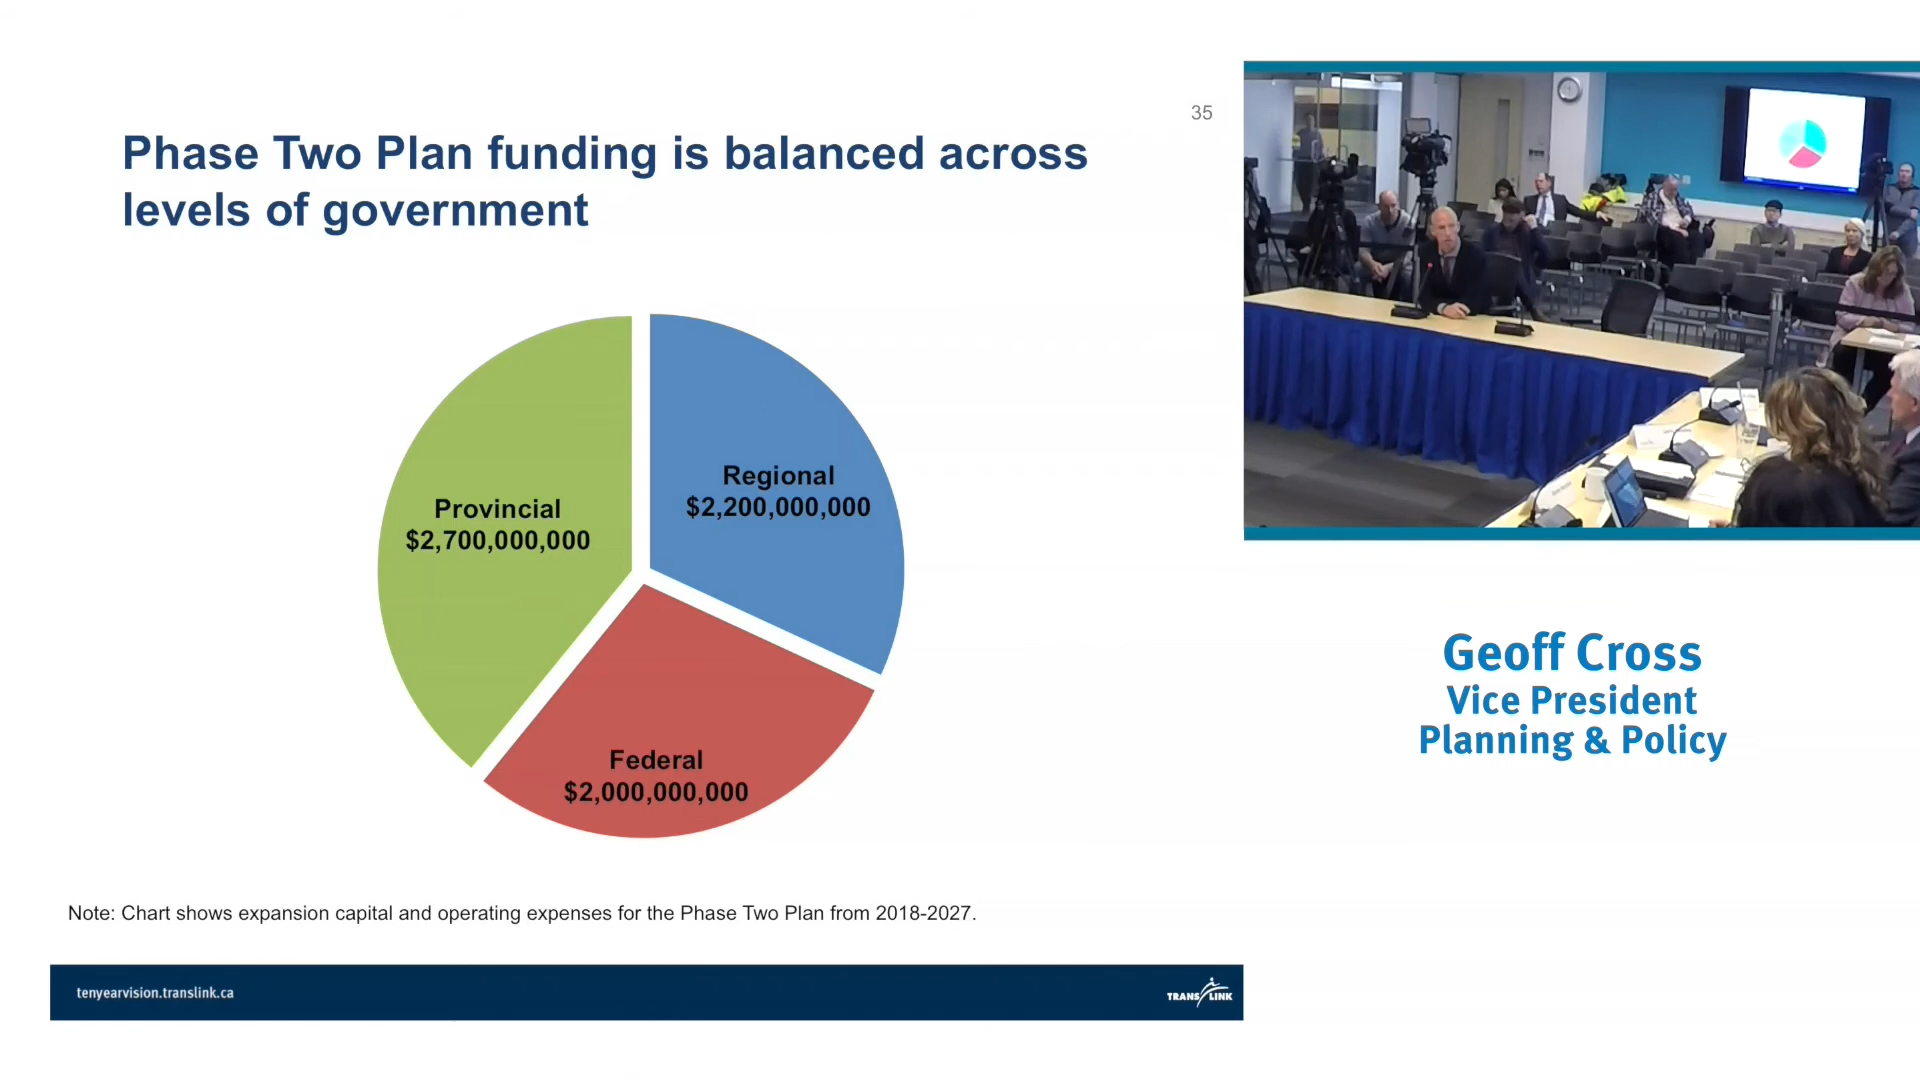 35
Phase Two Plan funding is balanced across
levels of government
Regional
$2,200,000,000
Provincial
$2,700,000,000
Federal
$2,000,000,000
Note: Chart shows expansion capital and operating expenses for the Phase Two Plan from 2018-2027.
tenyearvision.translink.ca
TRANS LINK
Geoff Cross
Vice President
Planning & Policy